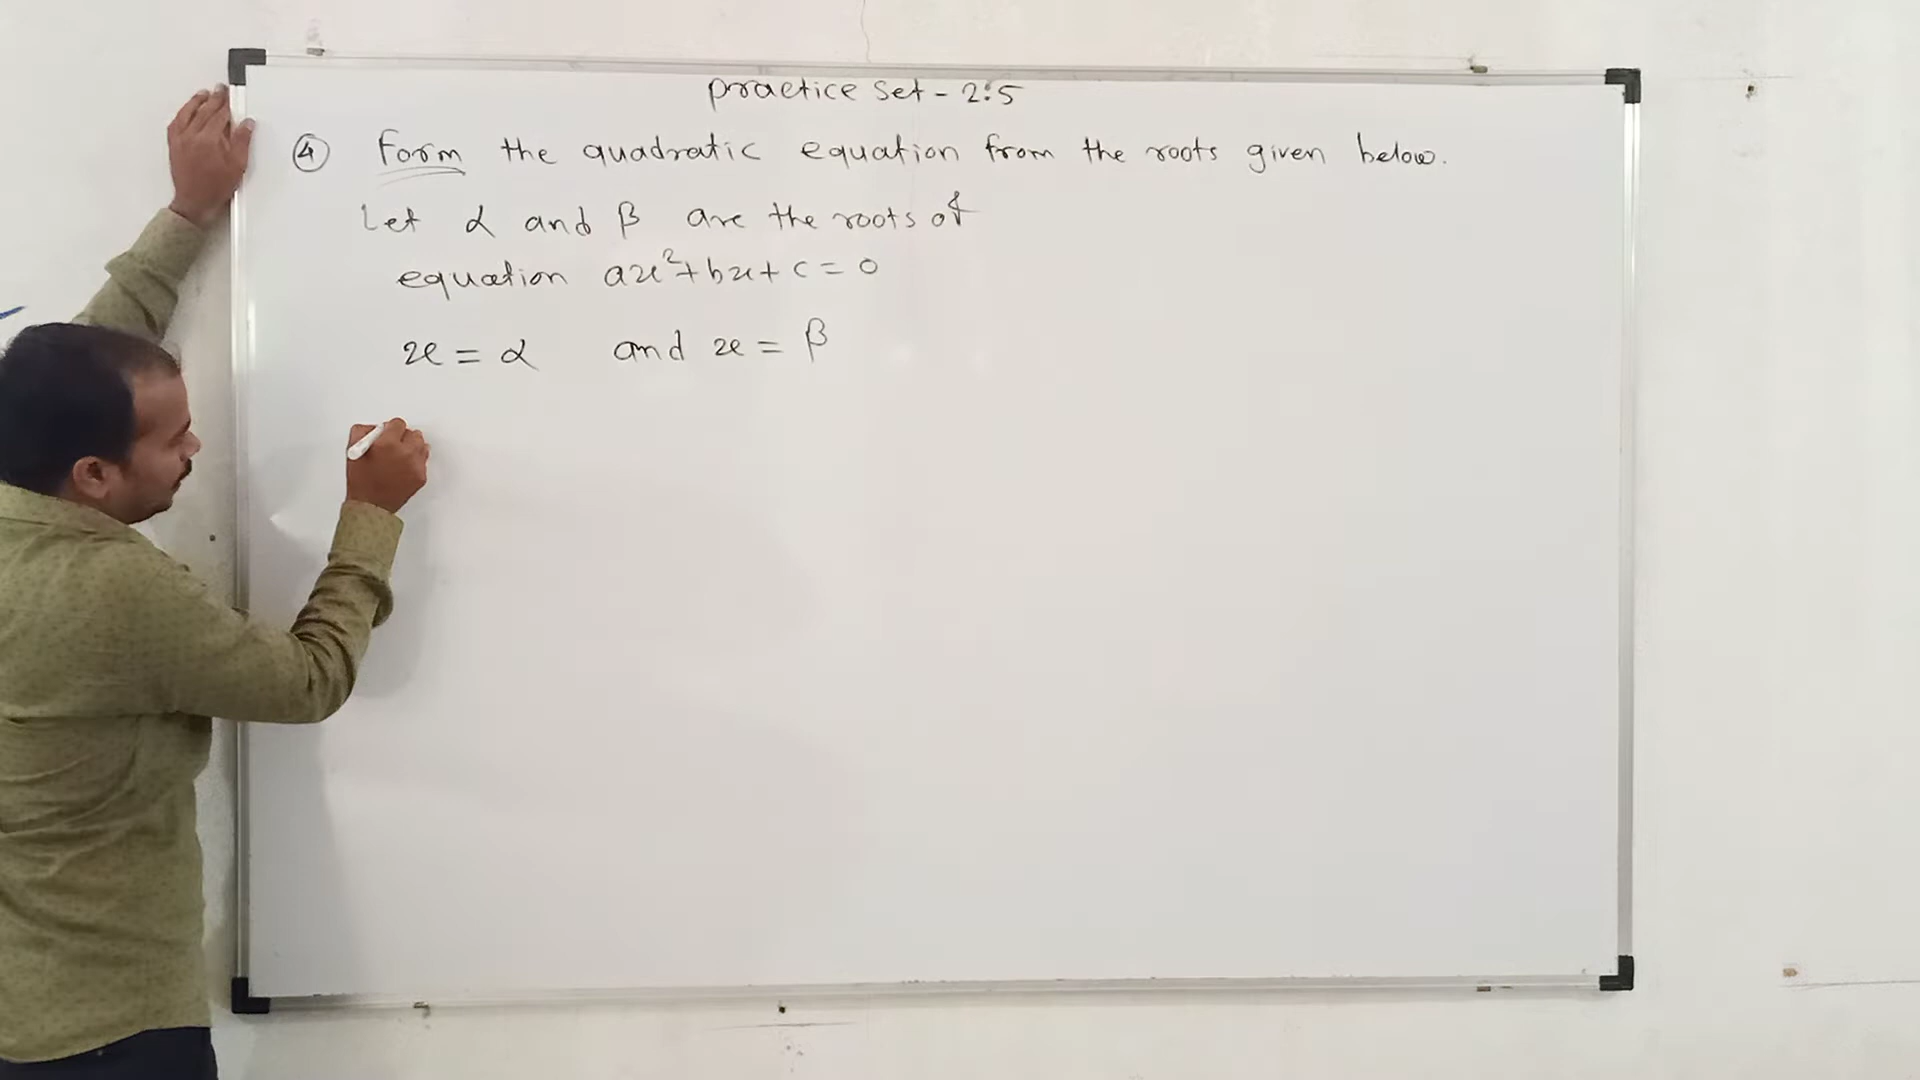 practice Set - 2.5
④ Form the quadratic equation from the roots given below.
Let α and β are the roots of
equation ax²+bx+c=0
x = α and x = β